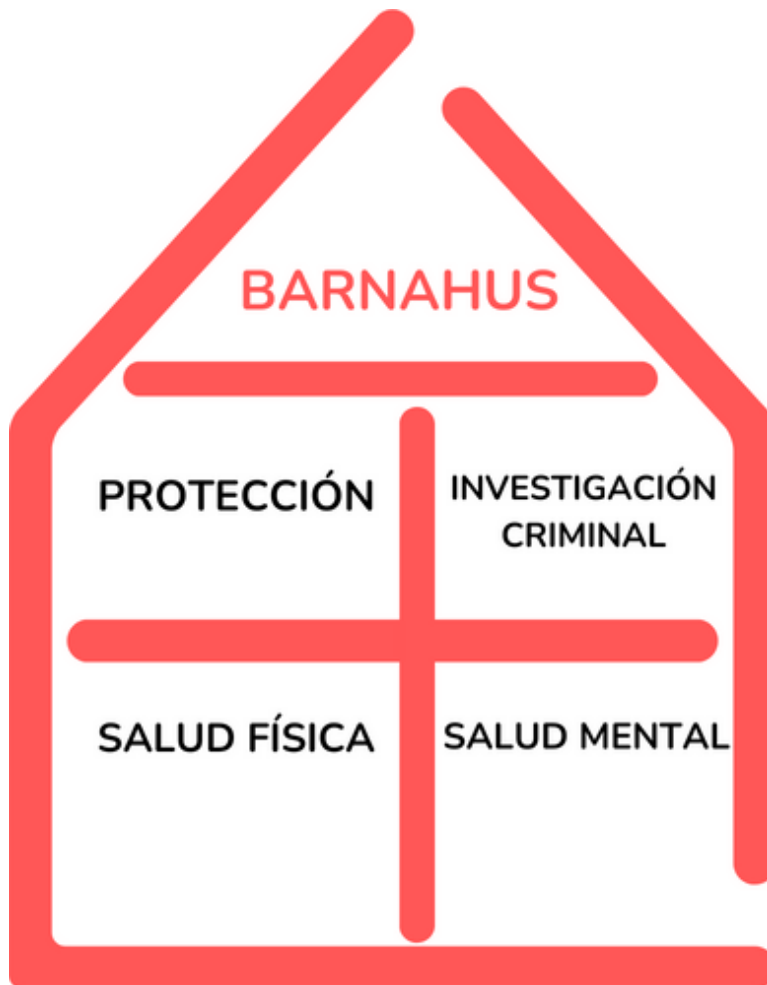 BARNAHUS
PROTECCIÓN
INVESTIGACIÓN
CRIMINAL
SALUD FÍSICA
SALUD MENTAL